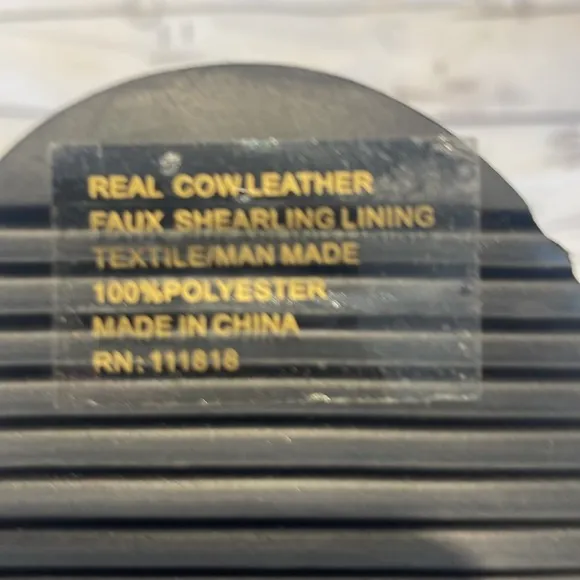 REAL COW LEATHER
FAUX SHEARLING LINING
TEXTILE/MAN MADE
100%POLYESTER
MADE IN CHINA
RN: 111818